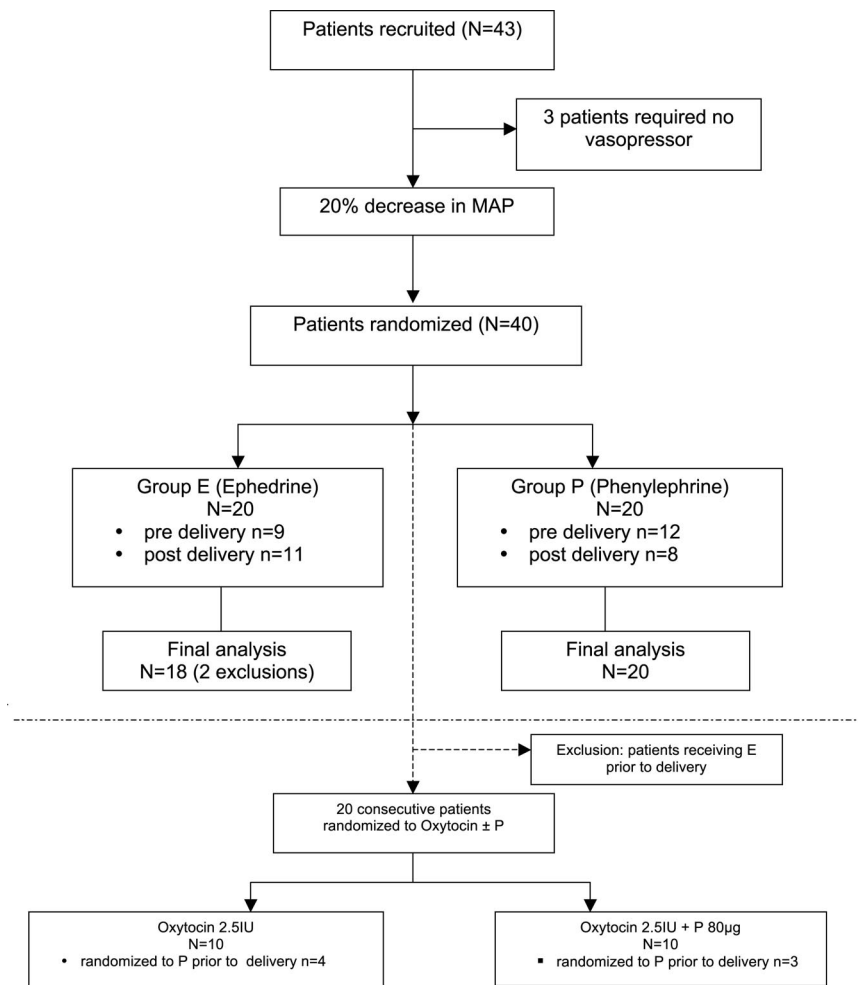 Patients recruited (N=43)
3 patients required no
vasopressor
20% decrease in MAP
Patients randomized (N=40)
Group E (Ephedrine)
N=20
• pre delivery n=9
• post delivery n=11
Group P (Phenylephrine)
N=20
• pre delivery n=12
• post delivery n=8
Final analysis
N=18 (2 exclusions)
Final analysis
N=20
Exclusion: patients receiving E
prior to delivery
20 consecutive patients
randomized to Oxytocin ± P
Oxytocin 2.5IU
N=10
• randomized to P prior to delivery n=4
Oxytocin 2.5IU + P 80µg
N=10
▪ randomized to P prior to delivery n=3